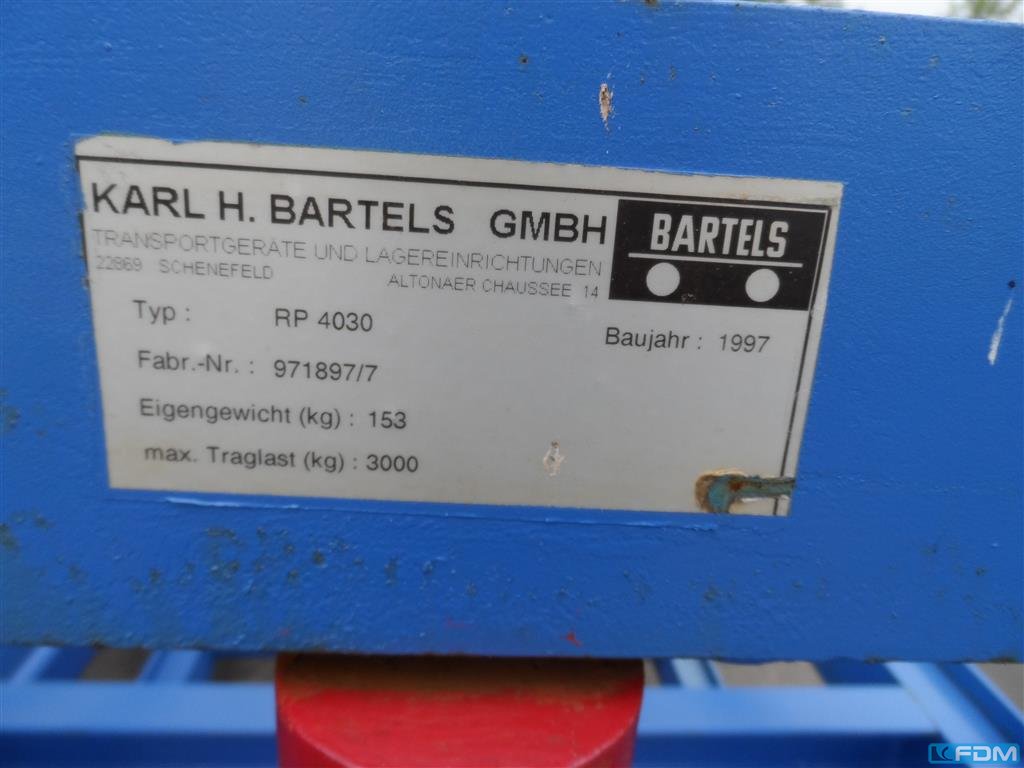 KARL H. BARTELS GMBH
BARTELS
TRANSPORTGERÄTE UND LAGEREINRICHTUNGEN
22869 SCHENEFELD ALTONAER CHAUSSEE 14
Typ : RP 4030
Baujahr : 1997
Fabr.-Nr. : 971897/7
Eigengewicht (kg) : 153
max. Traglast (kg) : 3000
FDM